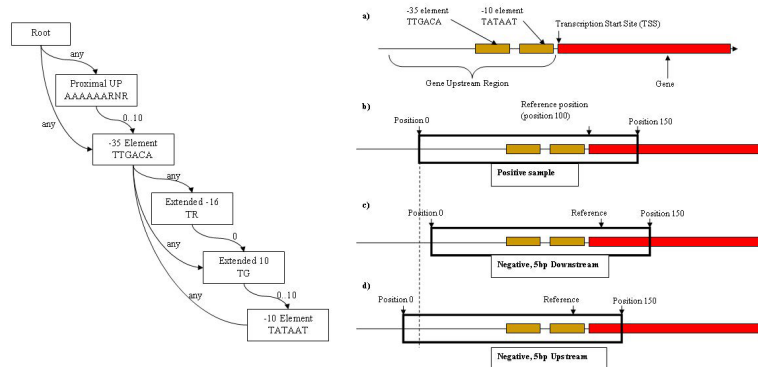 Root
any
Proximal UP
AAAAAARNR
0..10
any
-35 Element
TTGACA
any
Extended -16
TR
any
0
Extended 10
TG
any
0..10
-10 Element
TATAAT
a)
-35 element
TTGACA
-10 element
TATAAT
Transcription Start Site (TSS)
Gene Upstream Region
Gene
b)
Position 0
Reference position
(position 100)
Position 150
Positive sample
c)
Position 0
Reference
Position 150
Negative, 5bp Downstream
d)
Position 0
Reference
Position 150
Negative, 5bp Upstream